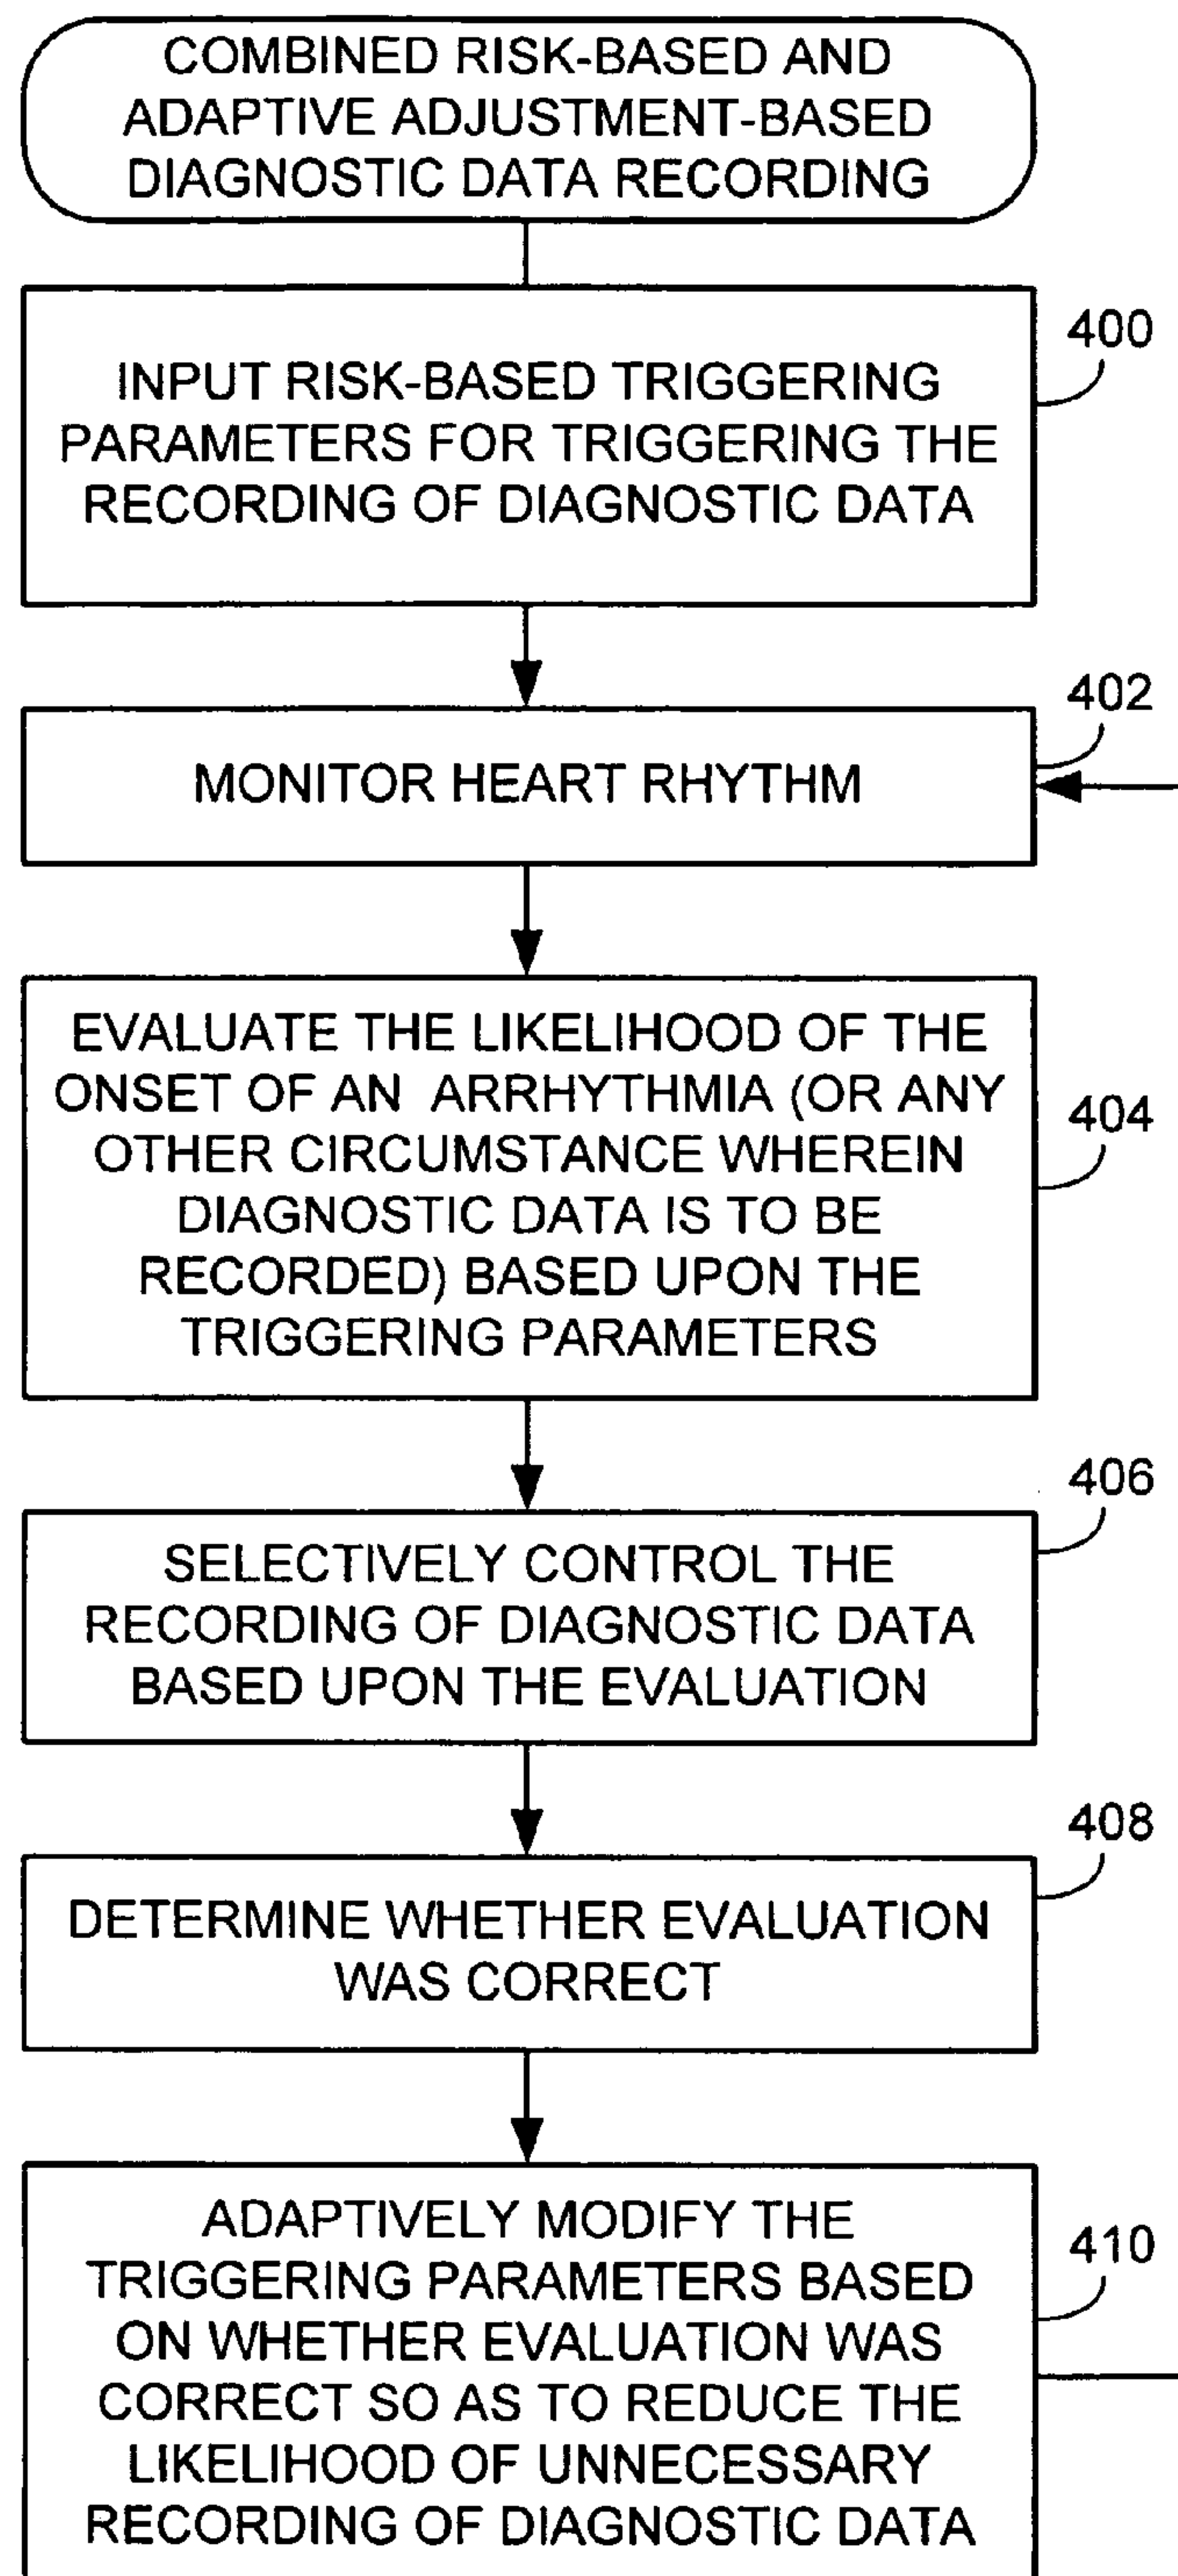 COMBINED RISK-BASED AND
ADAPTIVE ADJUSTMENT-BASED
DIAGNOSTIC DATA RECORDING
400
INPUT RISK-BASED TRIGGERING
PARAMETERS FOR TRIGGERING THE
RECORDING OF DIAGNOSTIC DATA
402
MONITOR HEART RHYTHM
404
EVALUATE THE LIKELIHOOD OF THE
ONSET OF AN ARRHYTHMIA (OR ANY
OTHER CIRCUMSTANCE WHEREIN
DIAGNOSTIC DATA IS TO BE
RECORDED) BASED UPON THE
TRIGGERING PARAMETERS
406
SELECTIVELY CONTROL THE
RECORDING OF DIAGNOSTIC DATA
BASED UPON THE EVALUATION
408
DETERMINE WHETHER EVALUATION
WAS CORRECT
410
ADAPTIVELY MODIFY THE
TRIGGERING PARAMETERS BASED
ON WHETHER EVALUATION WAS
CORRECT SO AS TO REDUCE THE
LIKELIHOOD OF UNNECESSARY
RECORDING OF DIAGNOSTIC DATA